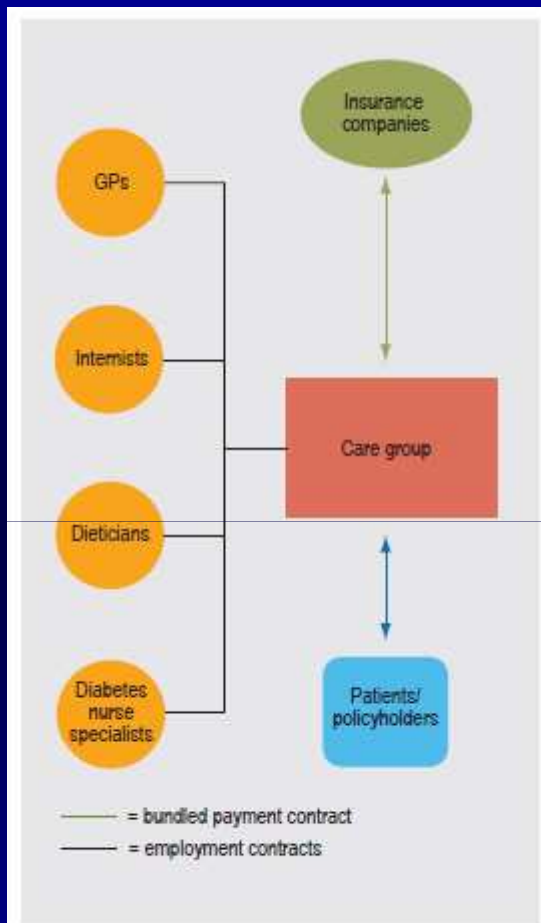 Insurance
companies
GPs
Internists
Care group
Dieticians
Diabetes
nurse
specialists
Patients/
policyholders
= bundled payment contract
= employment contracts